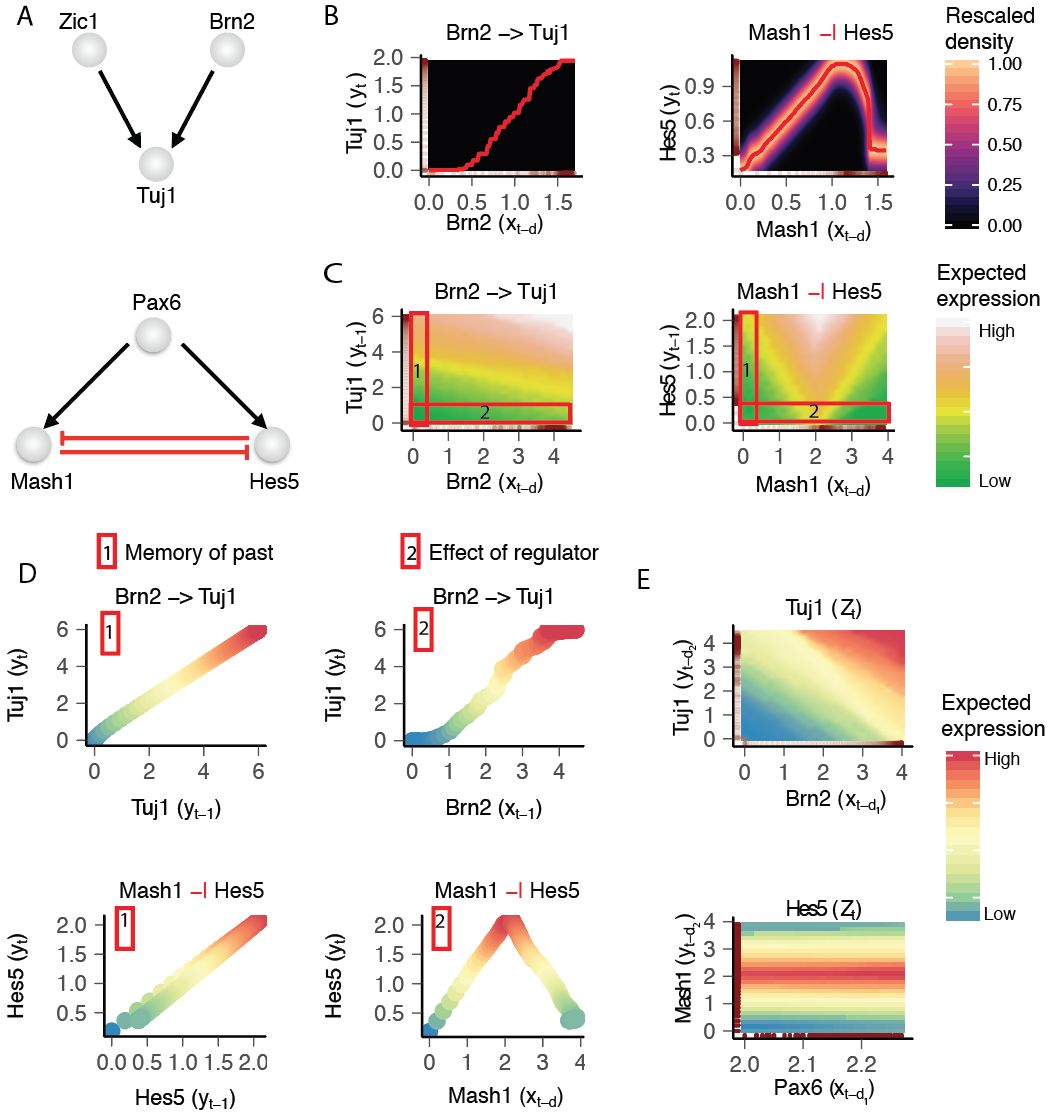 A
Zic1
Brn2
Tuj1
Pax6
Mash1
Hes5
B
Brn2 −> Tuj1
Tuj1 (yt)
2.0
1.5
1.0
0.5
0.0
0.0 0.5 1.0 1.5
Brn2 (xt−d)
Mash1 −| Hes5
Hes5 (yt)
0.9
0.6
0.3
0.0 0.5 1.0 1.5
Mash1 (xt−d)
Rescaled
density
1.00
0.75
0.50
0.25
0.00
C
Brn2 −> Tuj1
Tuj1 (yt−1)
6
4
2
0
1
2
0 1 2 3 4
Brn2 (xt−d)
Mash1 −| Hes5
Hes5 (yt−1)
2.0
1.5
1.0
0.5
0.0
1
2
0 1 2 3 4
Mash1 (xt−d)
Expected
expression
High
Low
1 Memory of past
2 Effect of regulator
D
Brn2 −> Tuj1
1
Tuj1 (yt)
6
4
2
0
0 2 4 6
Tuj1 (yt−1)
Brn2 −> Tuj1
2
Tuj1 (yt)
6
4
2
0
0 1 2 3 4
Brn2 (xt−1)
Mash1 −| Hes5
1
Hes5 (yt)
2.0
1.5
1.0
0.5
0.0 0.5 1.0 1.5 2.0
Hes5 (yt−1)
Mash1 −| Hes5
2
Hes5 (yt)
2.0
1.5
1.0
0.5
0 1 2 3 4
Mash1 (xt−d)
E
Tuj1 (Zt)
Tuj1 (yt−d2)
4
3
2
1
0
0 1 2 3 4
Brn2 (xt−d1)
Hes5 (Zt)
Mash1 (yt−d2)
4
3
2
1
0
2.0 2.1 2.2
Pax6 (xt−d1)
Expected
expression
High
Low